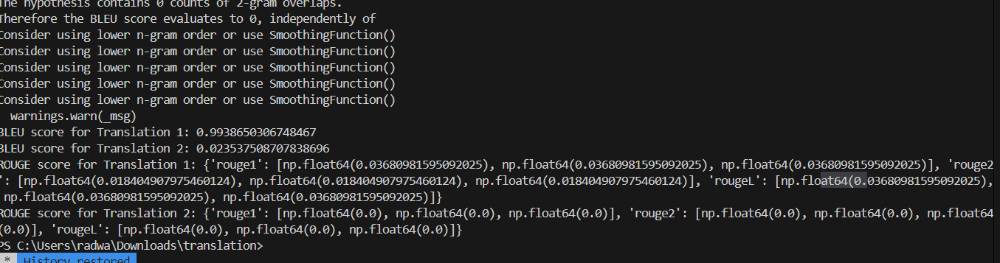 The hypothesis contains 0 counts of 2-gram overlaps.
Therefore the BLEU score evaluates to 0, independently of
Consider using lower n-gram order or use SmoothingFunction()
Consider using lower n-gram order or use SmoothingFunction()
Consider using lower n-gram order or use SmoothingFunction()
Consider using lower n-gram order or use SmoothingFunction()
Consider using lower n-gram order or use SmoothingFunction()
warnings.warn(_msg)
BLEU score for Translation 1: 0.9938650306748467
BLEU score for Translation 2: 0.023537508707838696
ROUGE score for Translation 1: {'rouge1': [np.float64(0.03680981595092025), np.float64(0.03680981595092025), np.float64(0.03680981595092025)], 'rouge2
': [np.float64(0.018404907975460124), np.float64(0.018404907975460124), np.float64(0.018404907975460124)], 'rougeL': [np.float64(0.03680981595092025),
np.float64(0.03680981595092025), np.float64(0.03680981595092025)]}
ROUGE score for Translation 2: {'rouge1': [np.float64(0.0), np.float64(0.0), np.float64(0.0)], 'rouge2': [np.float64(0.0), np.float64(0.0), np.float64
(0.0)], 'rougeL': [np.float64(0.0), np.float64(0.0), np.float64(0.0)]}
PS C:\Users\radwa\Downloads\translation>
* History restored